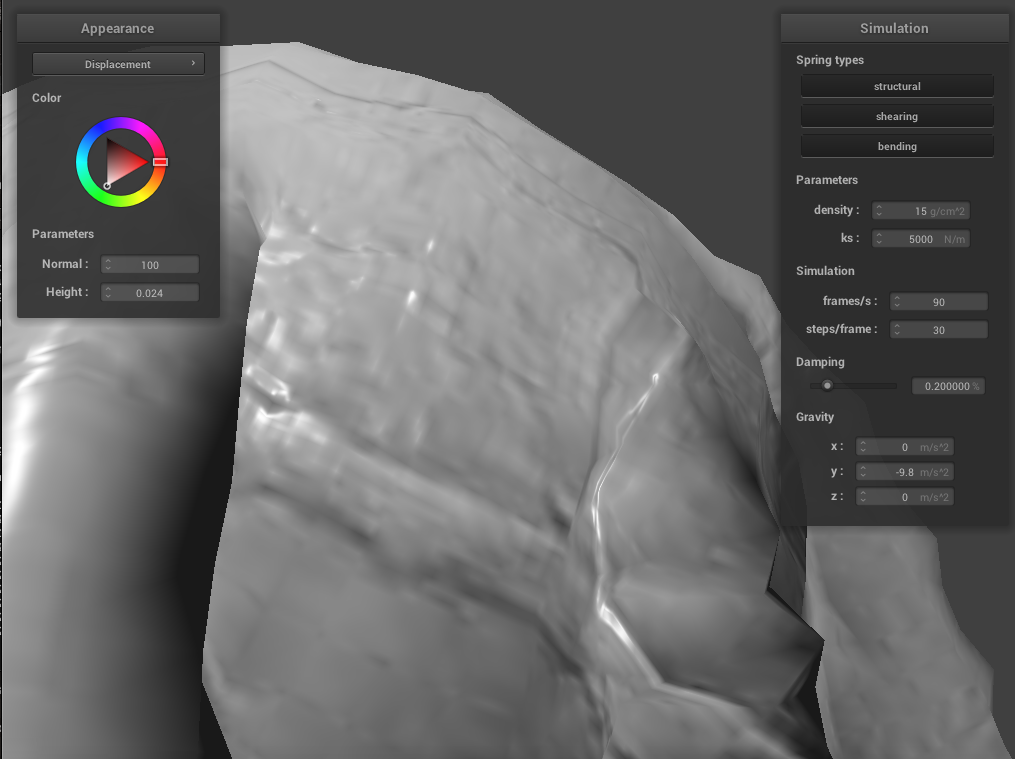 Appearance
Displacement
Color
Parameters
Normal : 100
Height : 0.024
Simulation
Spring types
structural
shearing
bending
Parameters
density : 15 g/cm^2
ks : 5000 N/m
Simulation
frames/s : 90
steps/frame : 30
Damping
0.200000 %
Gravity
x : 0 m/s^2
y : -9.8 m/s^2
z : 0 m/s^2